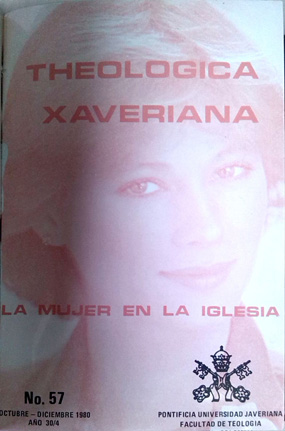 THEOLOGICA
XAVERIANA
LA MUJER EN LA IGLESIA
No. 57
OCTUBRE – DICIEMBRE 1980
AÑO 30/4
PONTIFICIA UNIVERSIDAD JAVERIANA
FACULTAD DE TEOLOGIA